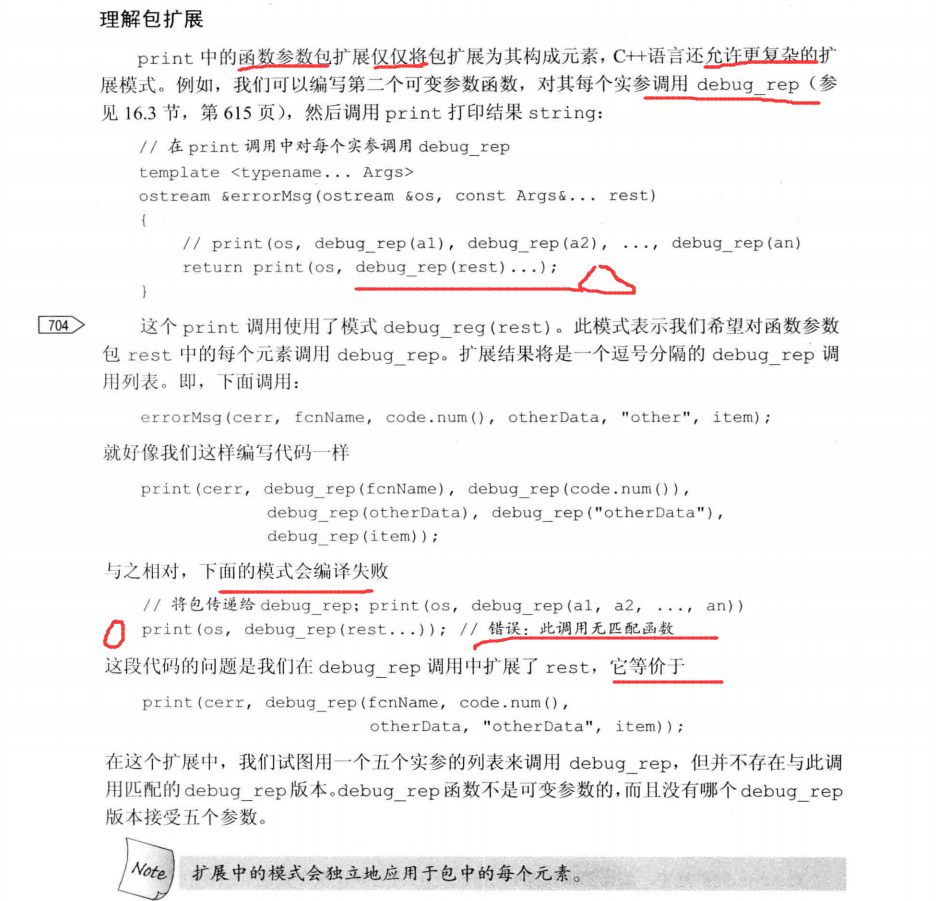 理解包扩展
print 中的函数参数包扩展仅仅将包扩展为其构成元素，C++语言还允许更复杂的扩
展模式。例如，我们可以编写第二个可变参数函数，对其每个实参调用 debug_rep（参
见 16.3 节，第 615 页），然后调用 print 打印结果 string：
// 在 print 调用中对每个实参调用 debug_rep
template <typename... Args>
ostream &errorMsg(ostream &os, const Args&... rest)
{
// print(os, debug_rep(a1), debug_rep(a2), ..., debug_rep(an)
return print(os, debug_rep(rest)...);
}
704
这个 print 调用使用了模式 debug_reg(rest)。此模式表示我们希望对函数参数
包 rest 中的每个元素调用 debug_rep。扩展结果将是一个逗号分隔的 debug_rep 调
用列表。即，下面调用：
errorMsg(cerr, fcnName, code.num(), otherData, "other", item);
就好像我们这样编写代码一样
print(cerr, debug_rep(fcnName), debug_rep(code.num()),
debug_rep(otherData), debug_rep("otherData"),
debug_rep(item));
与之相对，下面的模式会编译失败
// 将包传递给 debug_rep; print(os, debug_rep(a1, a2, ..., an))
print(os, debug_rep(rest...)); // 错误：此调用无匹配函数
这段代码的问题是我们在 debug_rep 调用中扩展了 rest，它等价于
print(cerr, debug_rep(fcnName, code.num(),
otherData, "otherData", item));
在这个扩展中，我们试图用一个五个实参的列表来调用 debug_rep，但并不存在与此调
用匹配的 debug_rep 版本。debug_rep 函数不是可变参数的，而且没有哪个 debug_rep
版本接受五个参数。
Note 扩展中的模式会独立地应用于包中的每个元素。